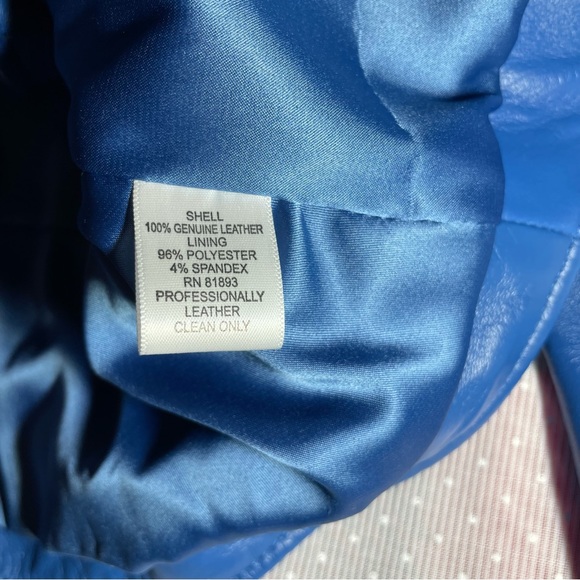 SHELL
100% GENUINE LEATHER
LINING
96% POLYESTER
4% SPANDEX
RN 81893
PROFESSIONALLY
LEATHER
CLEAN ONLY